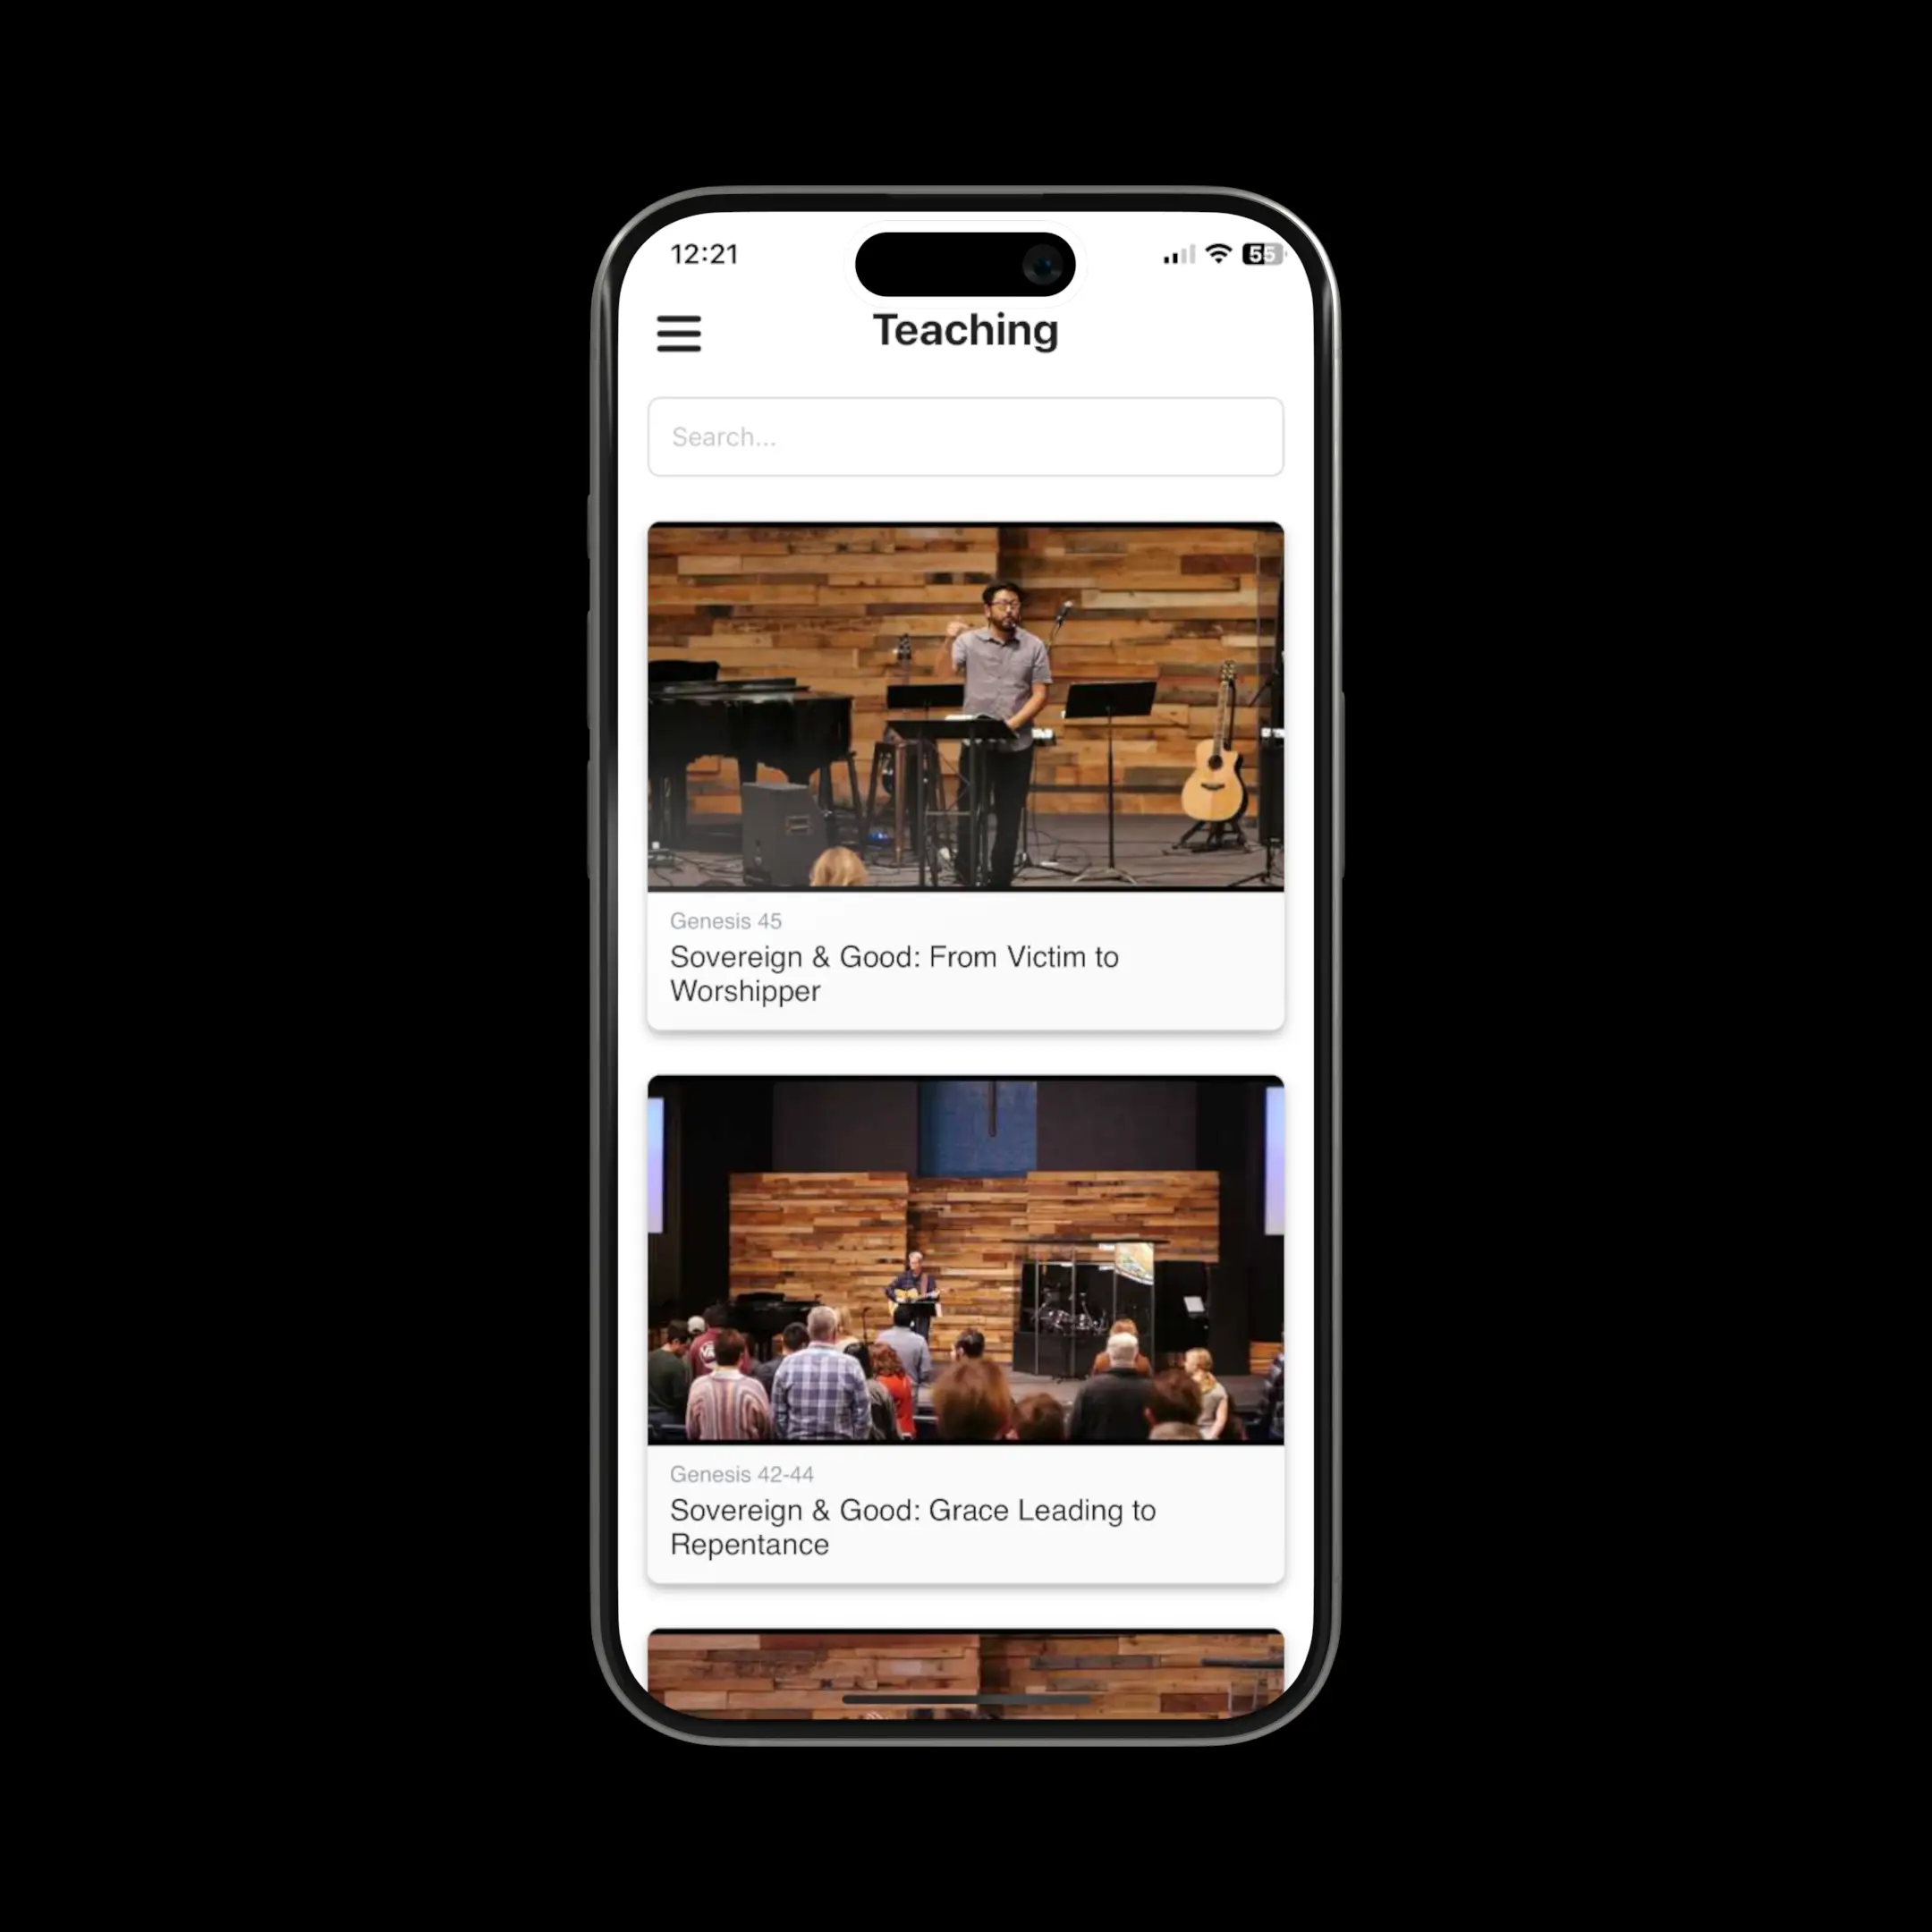 12:21
55
Teaching
Search...
Genesis 45
Sovereign & Good: From Victim to
Worshipper
Genesis 42-44
Sovereign & Good: Grace Leading to
Repentance